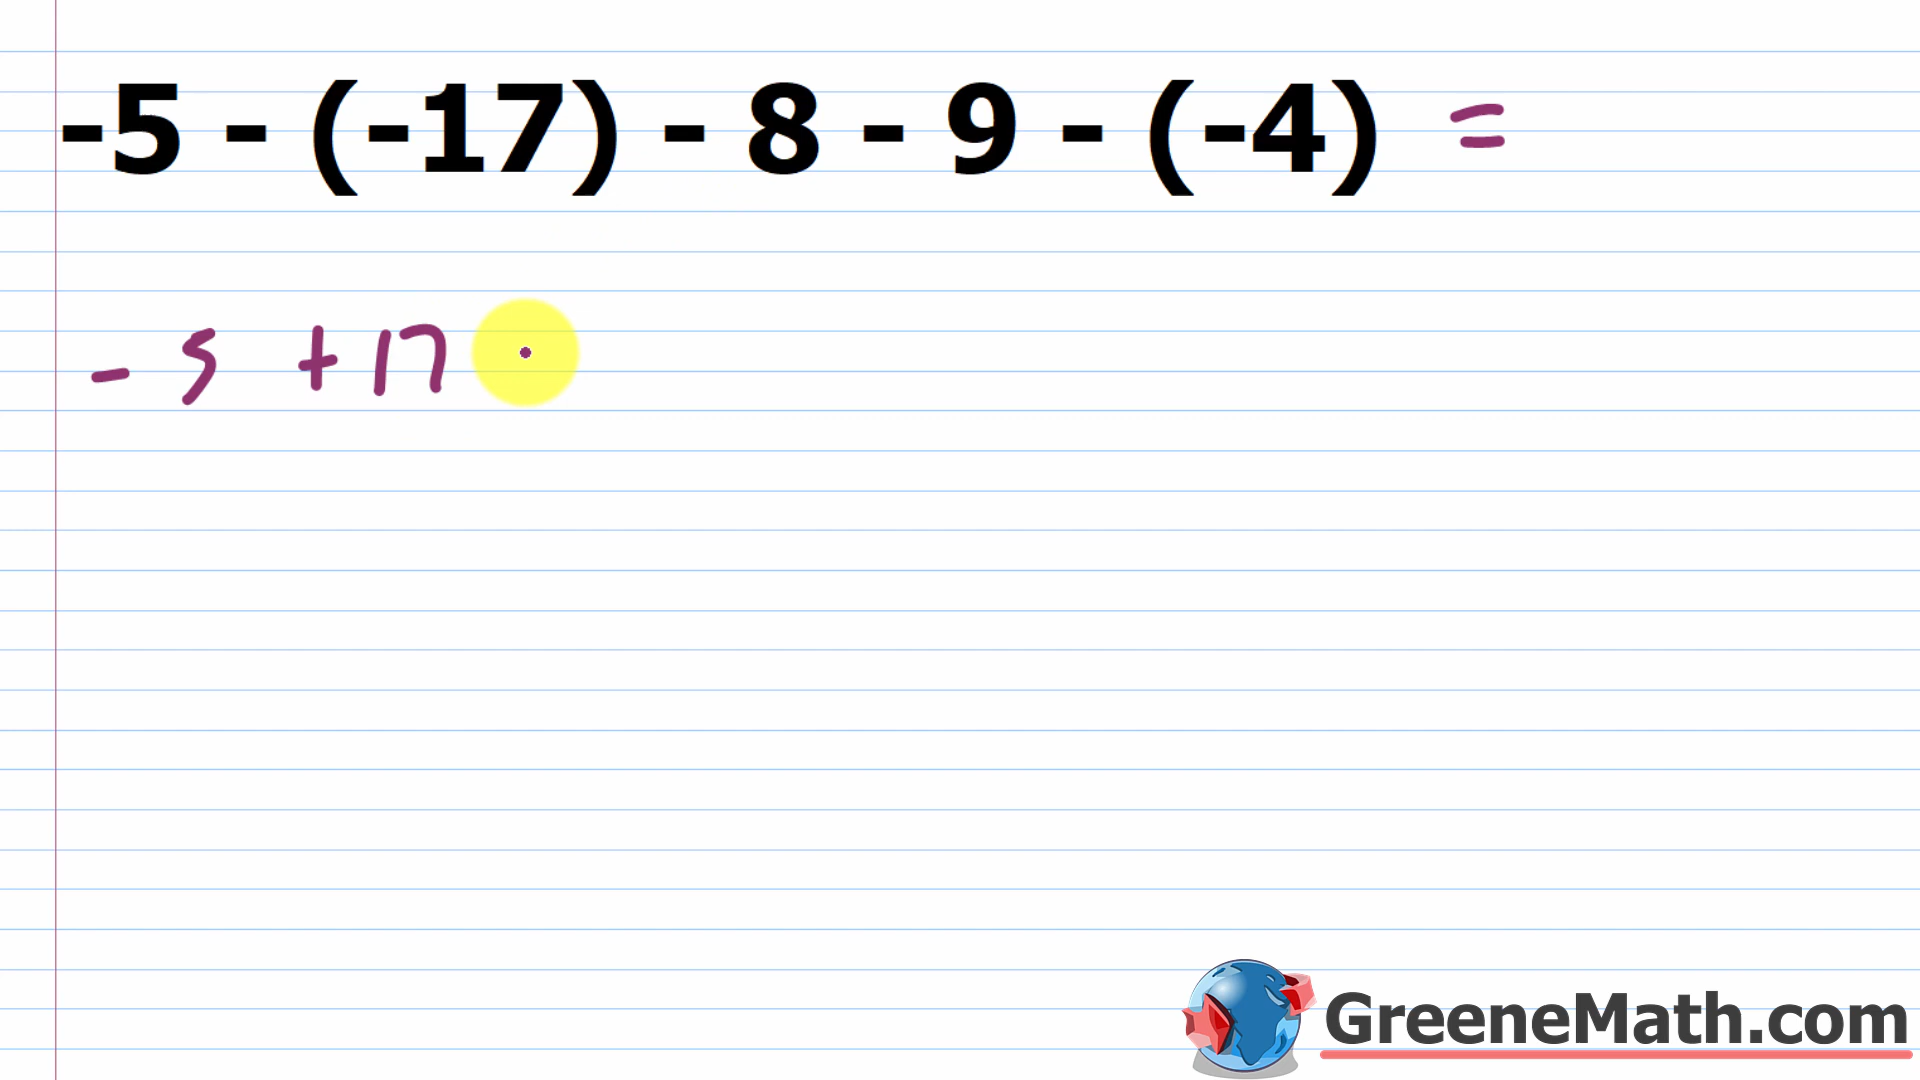 -5 - (-17) - 8 - 9 - (-4) =
- 5 + 17
GreeneMath.com